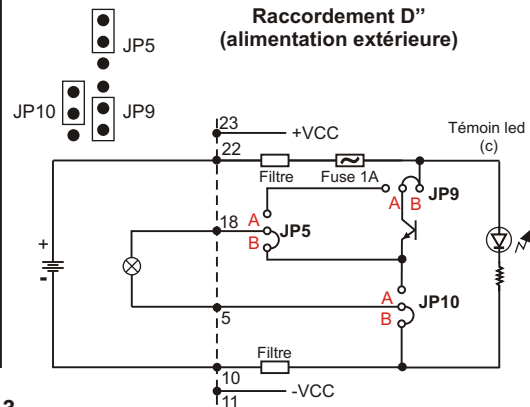 Raccordement D’’
(alimentation extérieure)
JP5
JP10
JP9
23
+VCC
Témoin led
(c)
22
Filtre
Fuse 1A
A
B
JP9
18
A
JP5
B
+
-
A
JP10
B
5
Filtre
10
-VCC
11
3